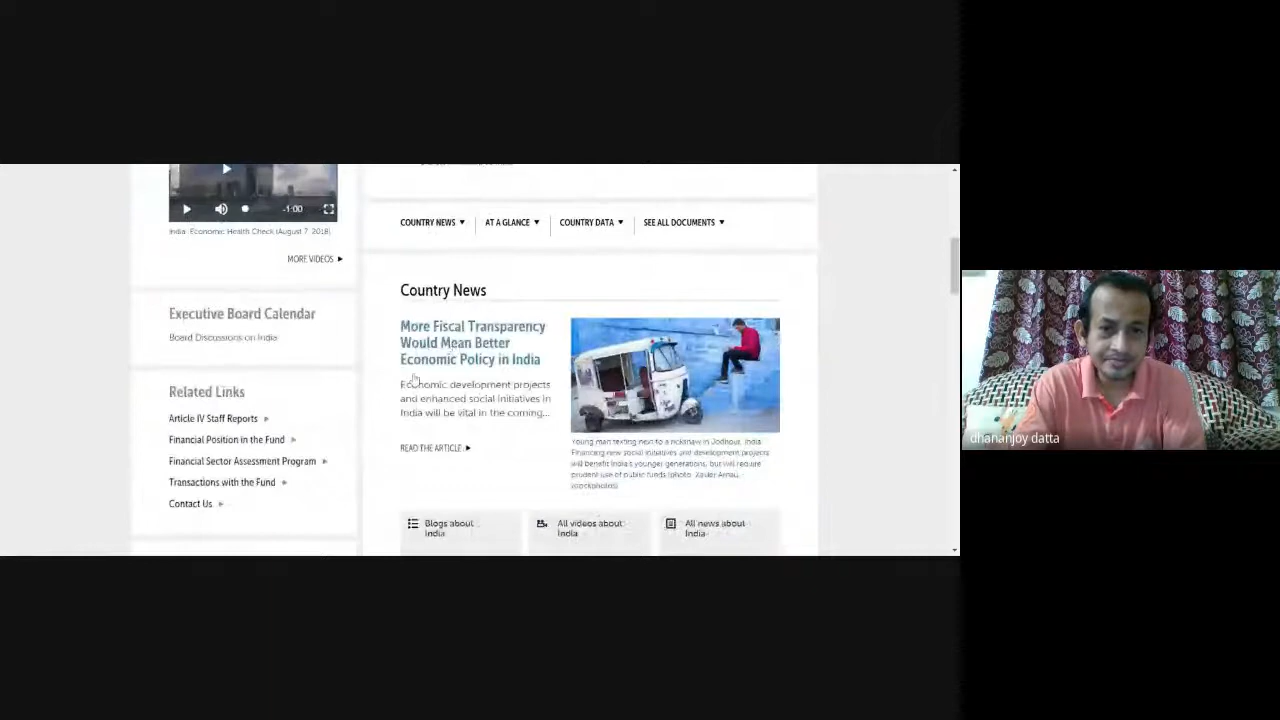 -1:00
India: Economic Health Check (August 7, 2018)
MORE VIDEOS
Executive Board Calendar
Board Discussions on India
Related Links
Article IV Staff Reports
Financial Position in the Fund
Financial Sector Assessment Program
Transactions with the Fund
Contact Us
COUNTRY NEWS
AT A GLANCE
COUNTRY DATA
SEE ALL DOCUMENTS
Country News
More Fiscal Transparency
Would Mean Better
Economic Policy in India
Economic development projects
and enhanced social initiatives in
India will be vital in the coming...
READ THE ARTICLE
Young man texting next to a rickshaw in Jodhpur, India.
Financing new social initiatives and development projects
will benefit India's younger generations, but will require
prudent use of public funds (photo: Xavier Arnau,
istockphotos)
Blogs about
India
All videos about
India
All news about
India
dhananjoy datta